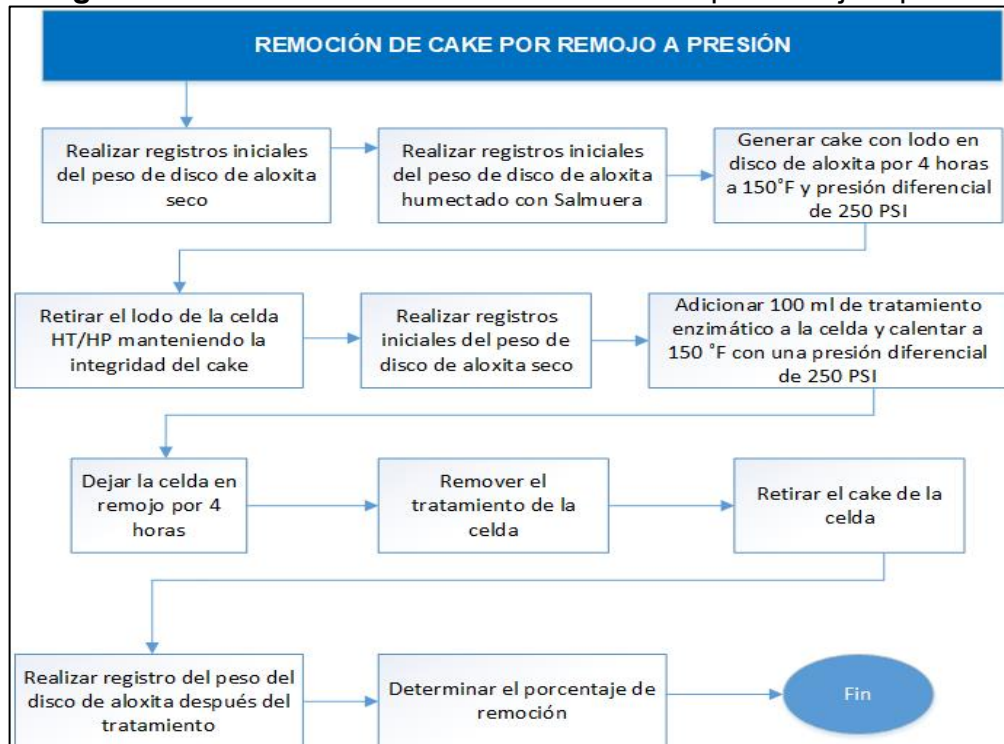 REMOCIÓN DE CAKE POR REMOJO A PRESIÓN
Realizar registros iniciales
del peso de disco de aloxita
seco
Realizar registros iniciales
del peso de disco de aloxita
humectado con Salmuera
Generar cake con lodo en
disco de aloxita por 4 horas
a 150˚F y presión diferencial
de 250 PSI
Retirar el lodo de la celda
HT/HP manteniendo la
integridad del cake
Realizar registros
iniciales del peso de
disco de aloxita seco
Adicionar 100 ml de tratamiento
enzimático a la celda y calentar a
150 ˚F con una presión diferencial
de 250 PSI
Dejar la celda en
remojo por 4
horas
Remover el
tratamiento de la
celda
Retirar el cake de la
celda
Realizar registro del peso del
disco de aloxita después del
tratamiento
Determinar el porcentaje de
remoción
Fin